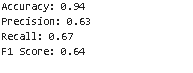 Accuracy: 0.94
Precision: 0.63
Recall: 0.67
F1 Score: 0.64